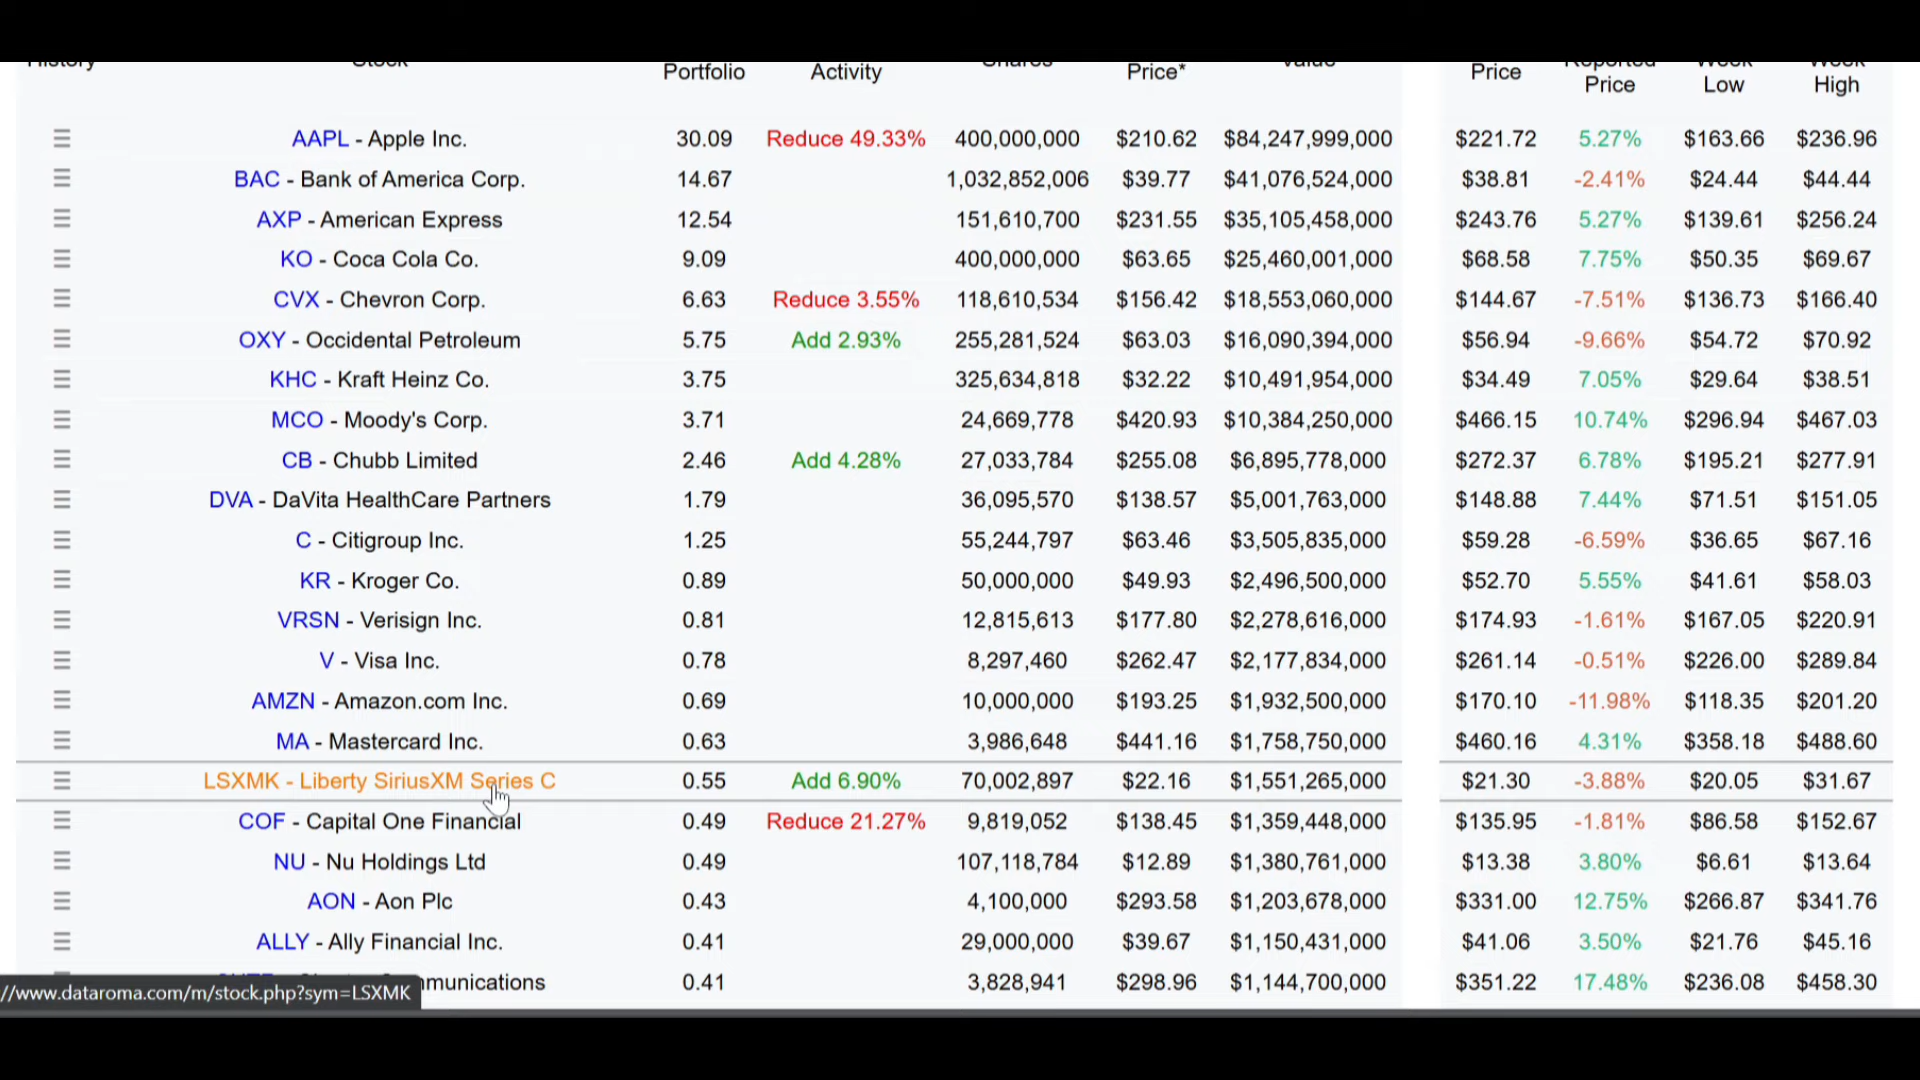 History Stock Portfolio Activity Shares Price* Value Price Reported Price Week Low Week High
AAPL - Apple Inc. 30.09 Reduce 49.33% 400,000,000 $210.62 $84,247,999,000 $221.72 5.27% $163.66 $236.96
BAC - Bank of America Corp. 14.67 1,032,852,006 $39.77 $41,076,524,000 $38.81 -2.41% $24.44 $44.44
AXP - American Express 12.54 151,610,700 $231.55 $35,105,458,000 $243.76 5.27% $139.61 $256.24
KO - Coca Cola Co. 9.09 400,000,000 $63.65 $25,460,001,000 $68.58 7.75% $50.35 $69.67
CVX - Chevron Corp. 6.63 Reduce 3.55% 118,610,534 $156.42 $18,553,060,000 $144.67 -7.51% $136.73 $166.40
OXY - Occidental Petroleum 5.75 Add 2.93% 255,281,524 $63.03 $16,090,394,000 $56.94 -9.66% $54.72 $70.92
KHC - Kraft Heinz Co. 3.75 325,634,818 $32.22 $10,491,954,000 $34.49 7.05% $29.64 $38.51
MCO - Moody's Corp. 3.71 24,669,778 $420.93 $10,384,250,000 $466.15 10.74% $296.94 $467.03
CB - Chubb Limited 2.46 Add 4.28% 27,033,784 $255.08 $6,895,778,000 $272.37 6.78% $195.21 $277.91
DVA - DaVita HealthCare Partners 1.79 36,095,570 $138.57 $5,001,763,000 $148.88 7.44% $71.51 $151.05
C - Citigroup Inc. 1.25 55,244,797 $63.46 $3,505,835,000 $59.28 -6.59% $36.65 $67.16
KR - Kroger Co. 0.89 50,000,000 $49.93 $2,496,500,000 $52.70 5.55% $41.61 $58.03
VRSN - Verisign Inc. 0.81 12,815,613 $177.80 $2,278,616,000 $174.93 -1.61% $167.05 $220.91
V - Visa Inc. 0.78 8,297,460 $262.47 $2,177,834,000 $261.14 -0.51% $226.00 $289.84
AMZN - Amazon.com Inc. 0.69 10,000,000 $193.25 $1,932,500,000 $170.10 -11.98% $118.35 $201.20
MA - Mastercard Inc. 0.63 3,986,648 $441.16 $1,758,750,000 $460.16 4.31% $358.18 $488.60
LSXMK - Liberty SiriusXM Series C 0.55 Add 6.90% 70,002,897 $22.16 $1,551,265,000 $21.30 -3.88% $20.05 $31.67
COF - Capital One Financial 0.49 Reduce 21.27% 9,819,052 $138.45 $1,359,448,000 $135.95 -1.81% $86.58 $152.67
NU - Nu Holdings Ltd 0.49 107,118,784 $12.89 $1,380,761,000 $13.38 3.80% $6.61 $13.64
AON - Aon Plc 0.43 4,100,000 $293.58 $1,203,678,000 $331.00 12.75% $266.87 $341.76
ALLY - Ally Financial Inc. 0.41 29,000,000 $39.67 $1,150,431,000 $41.06 3.50% $21.76 $45.16
munications 0.41 3,828,941 $298.96 $1,144,700,000 $351.22 17.48% $236.08 $458.30
//www.dataroma.com/m/stock.php?sym=LSXMK